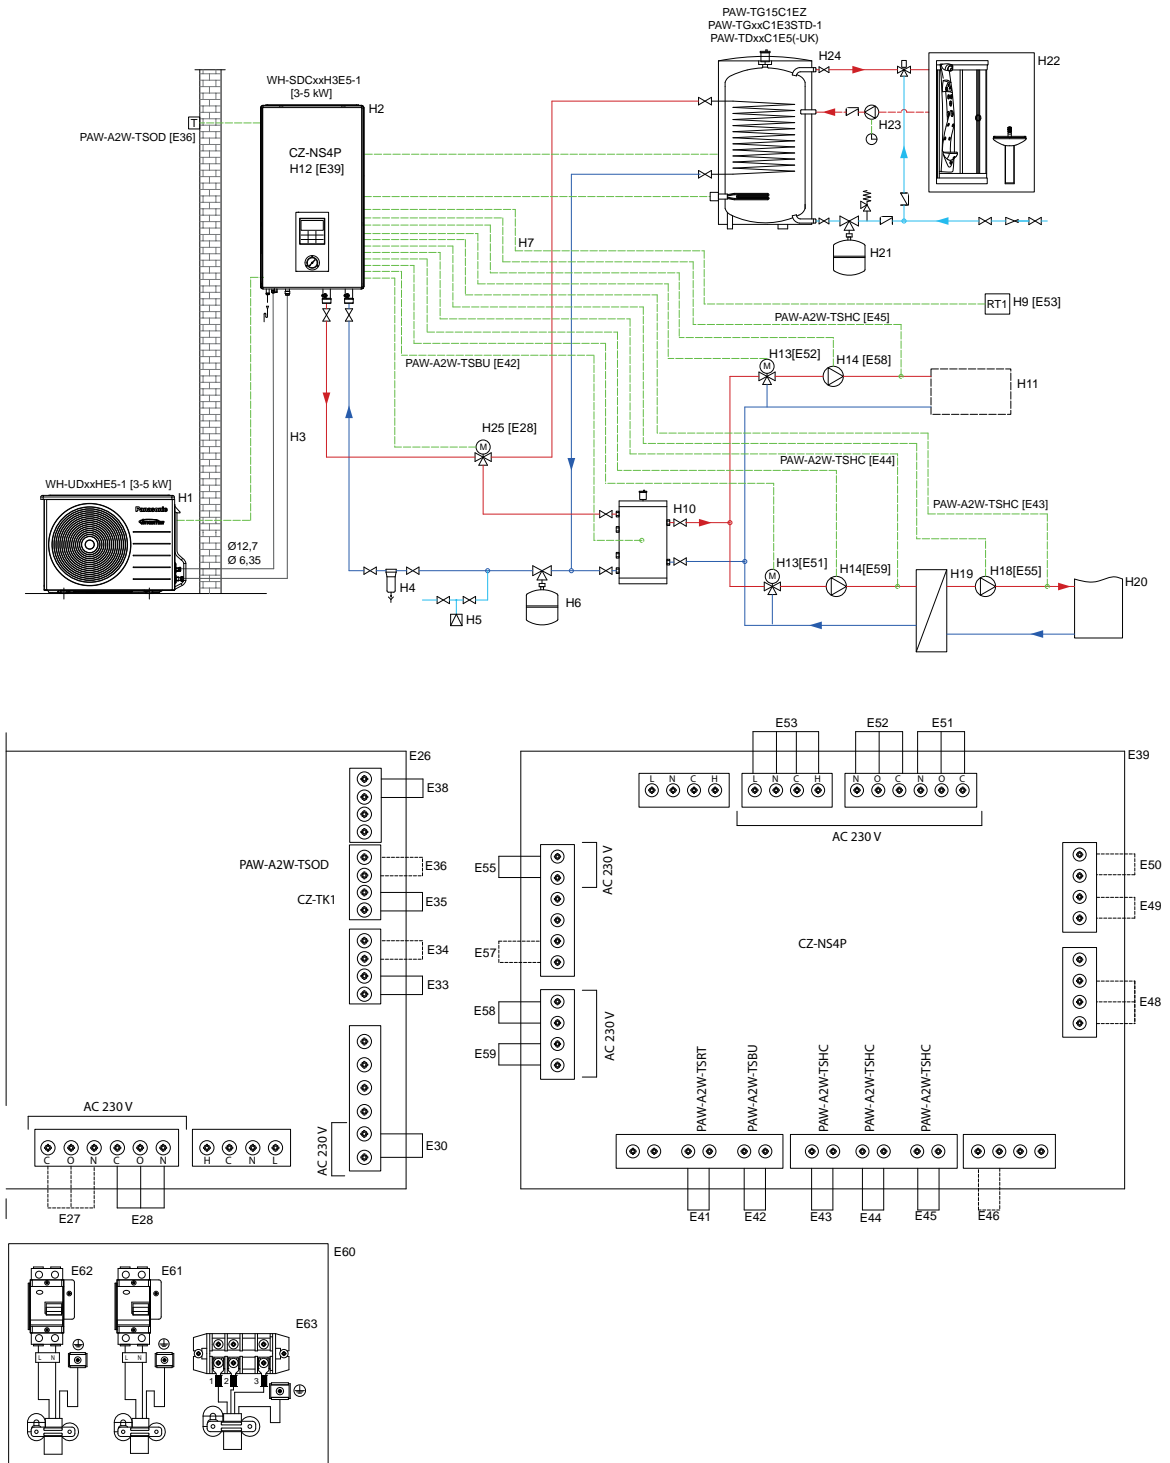 PAW-TG15C1EZ
PAW-TGxxC1E3STD-1
PAW-TDxxC1E5(-UK)
H24
H22
WH-SDCxxH3E5-1
[3-5 kW]
H2
T
PAW-A2W-TSOD [E36]
CZ-NS4P
H12 [E39]
H23
H7
H21
RT1
H9 [E53]
PAW-A2W-TSHC [E45]
H13[E52]
M
H14 [E58]
PAW-A2W-TSBU [E42]
H11
H25 [E28]
M
H3
PAW-A2W-TSHC [E44]
WH-UDxxHE5-1 [3-5 kW]
H1
Panasonic
PAW-A2W-TSHC [E43]
H10
Ø12,7
Ø 6,35
H13[E51]
M
H14[E59]
H19
H18[E55]
H20
H4
H5
H6
E26
E38
PAW-A2W-TSOD
E36
CZ-TK1
E35
E34
E33
AC 230 V
E30
AC 230 V
C O N C O N
H C N L
E27
E28
E53
E52
E51
E39
L N C H
L N C H
N O C N O C
AC 230 V
E55
AC 230 V
E57
E58
E59
AC 230 V
CZ-NS4P
E50
E49
E48
PAW-A2W-TSRT
PAW-A2W-TSBU
PAW-A2W-TSHC
PAW-A2W-TSHC
PAW-A2W-TSHC
E41
E42
E43
E44
E45
E46
E60
E62
E61
E63
L N
L N
1 2 3